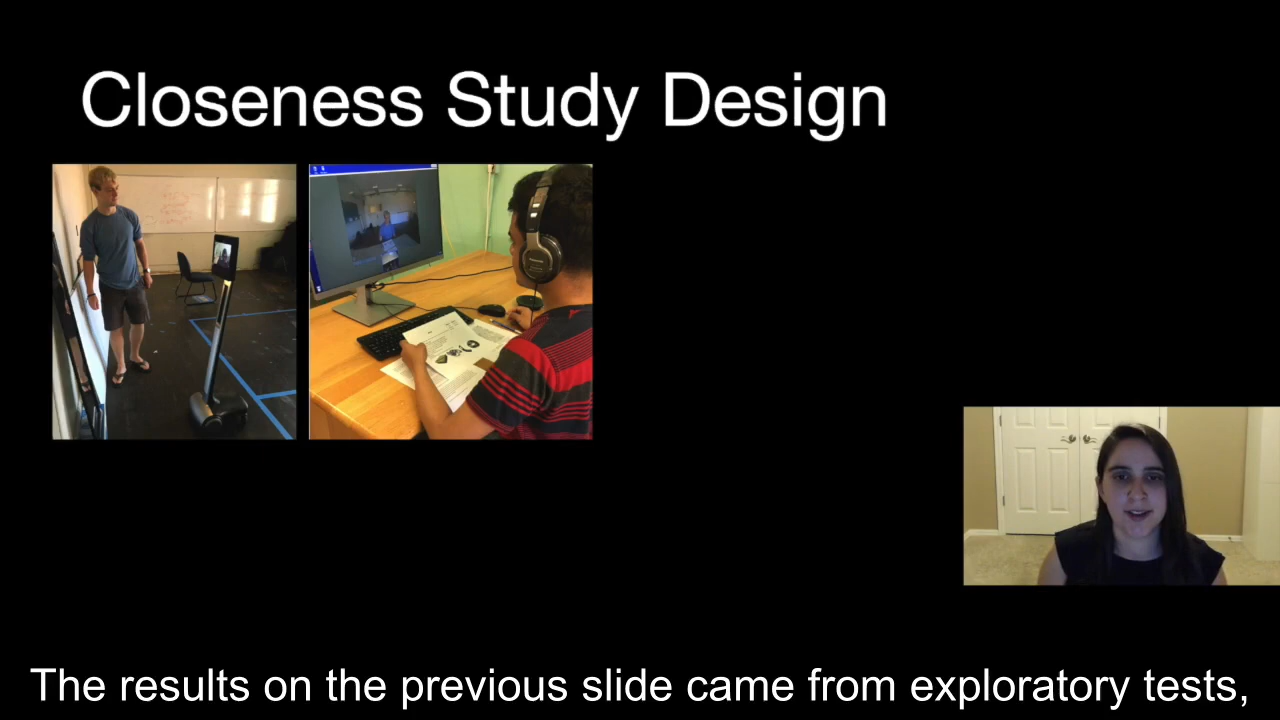 Closeness Study Design
The results on the previous slide came from exploratory tests,